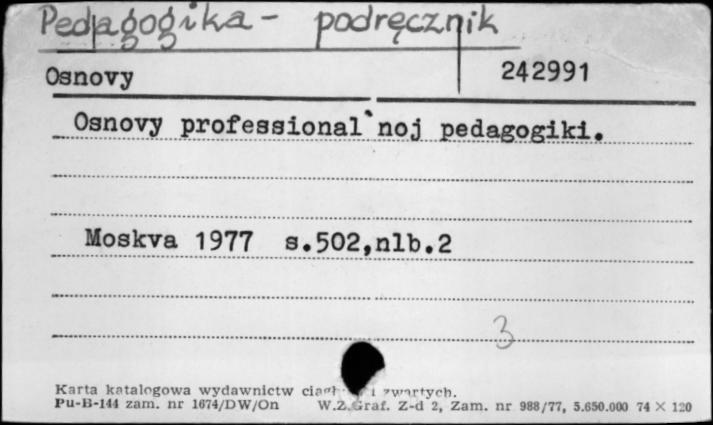 Pedagogika - podręcznik
Osnovy 242991
Osnovy professional`noj pedagogiki.
Moskva 1977 s.502,nlb.2
3
Karta katalogowa wydawnictw i zwartych.
Pu-B-144 zam. nr 1674/DW/On W.Z.Graf. Z-d 2, Zam. nr 988/77, 5.650.000 74 × 120